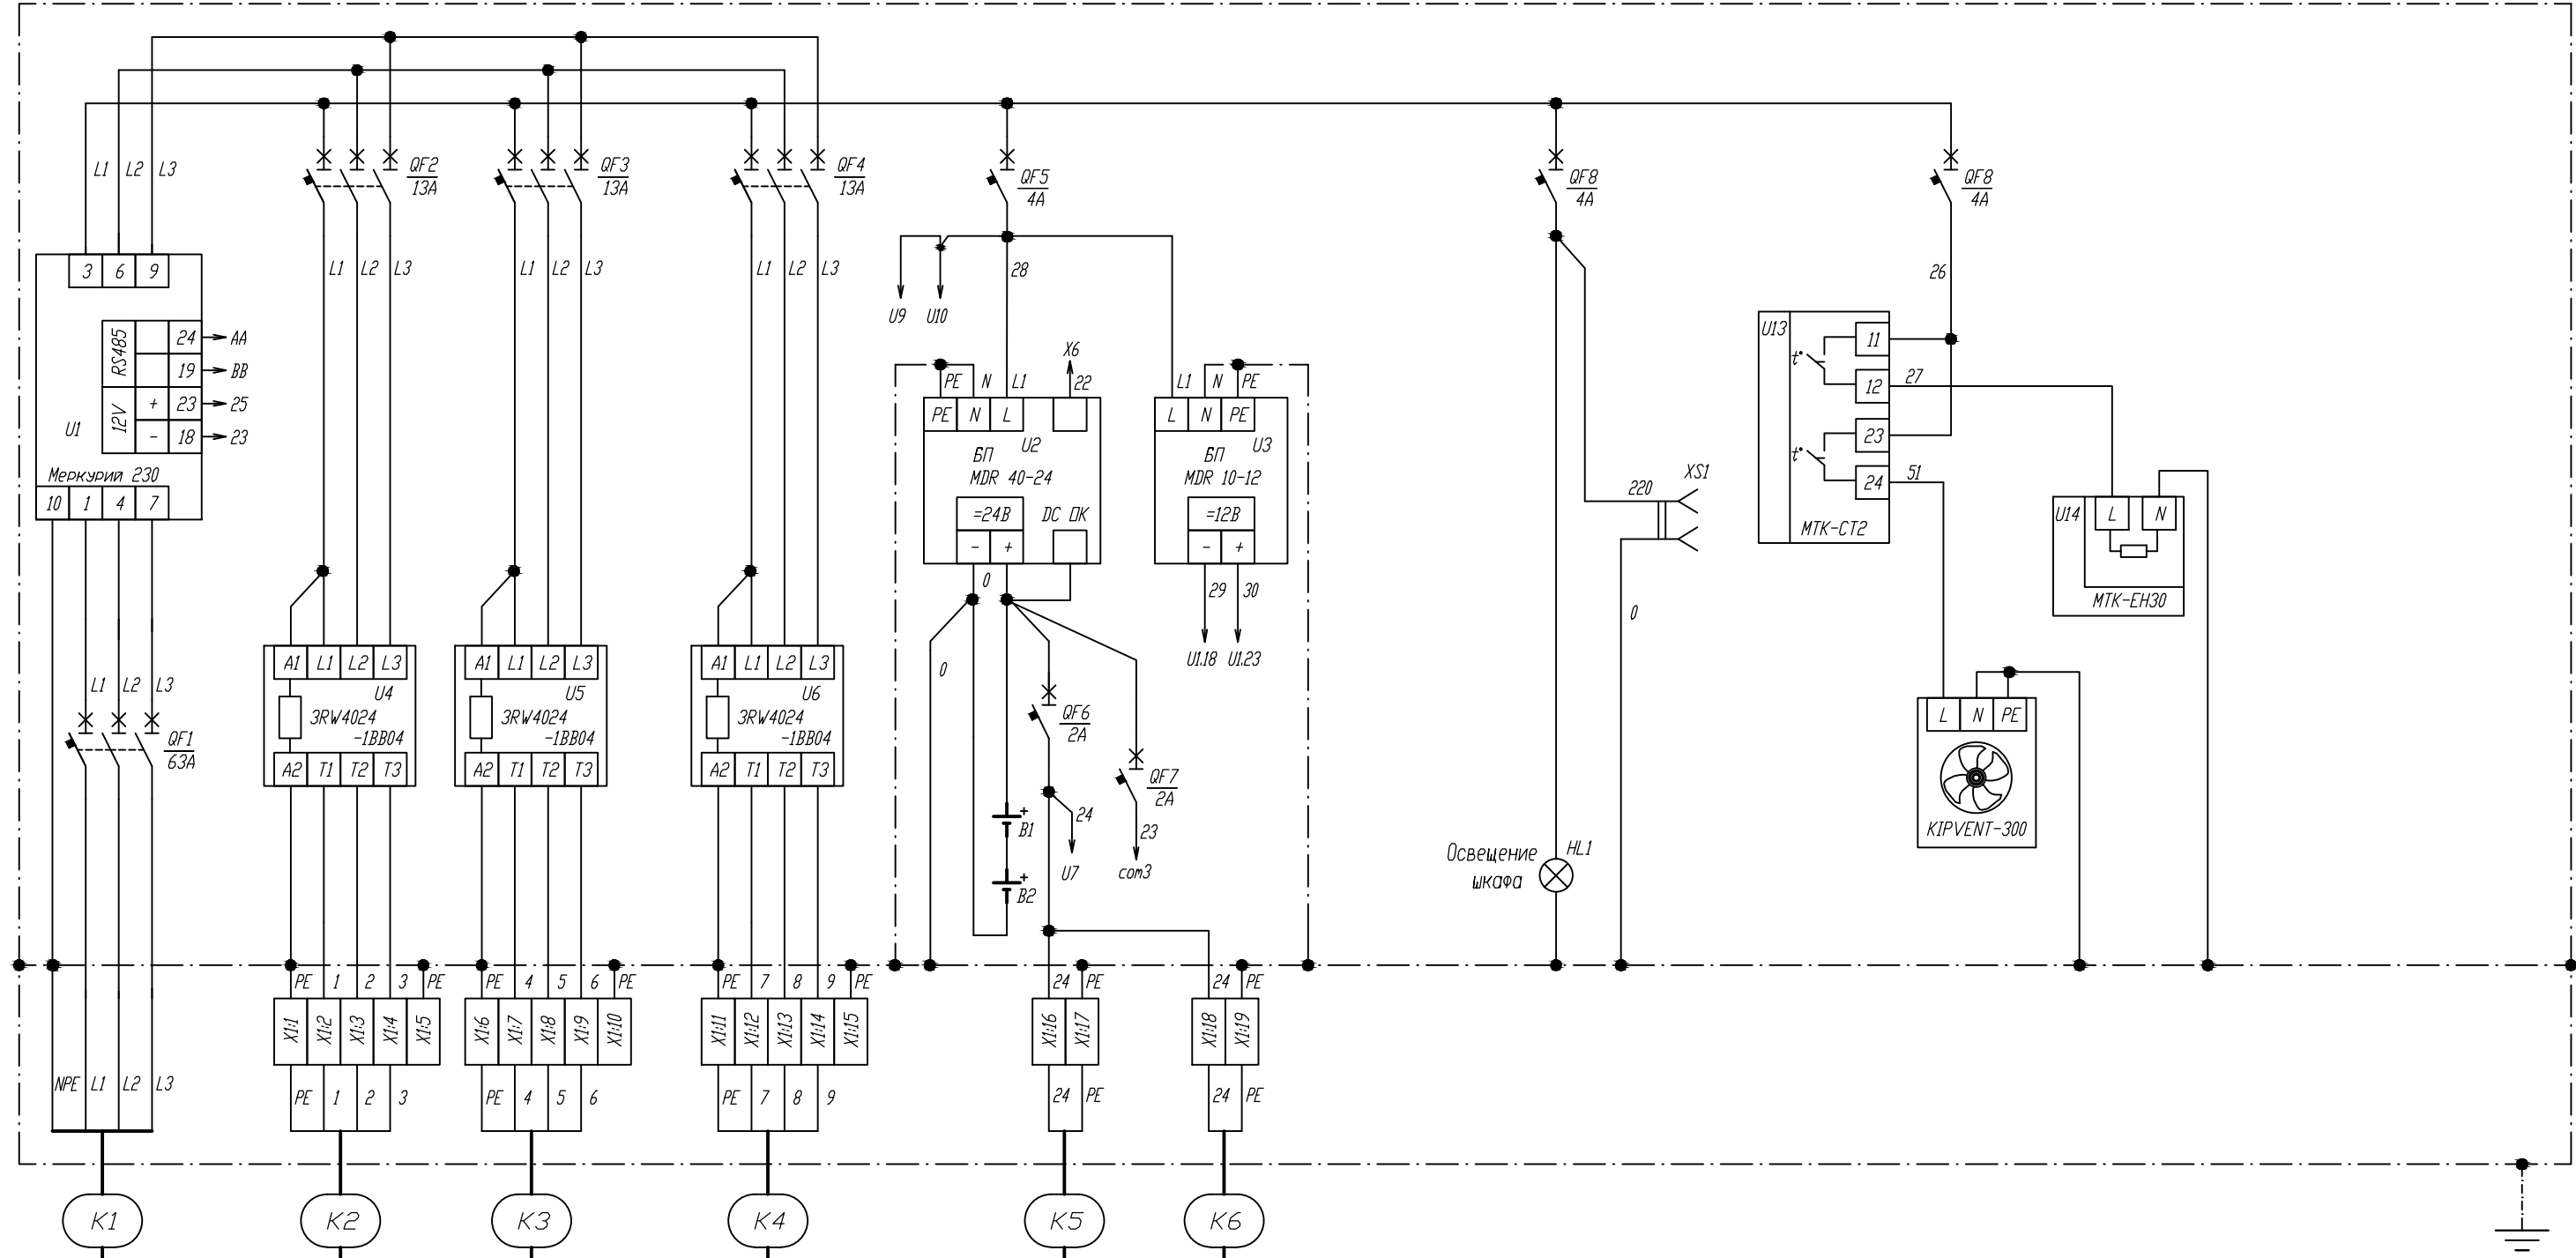 L1 L2 L3
QF2
13A
QF3
13A
QF4
13A
QF5
4A
QF8
4A
QF8
4A
3 6 9
L1 L2 L3
L1 L2 L3
L1 L2 L3
28
26
U9 U10
RS485
24 AA
19 BB
12V
+ 23 25
- 18 23
U1
Меркурий 230
10 1 4 7
X6
22
PE N L1
L1 N PE
PE N L
U2
БП
MDR 40-24
=24В
DC OK
- +
L N PE
U3
БП
MDR 10-12
=12В
- +
0
29 30
U1.18 U1.23
0
U13
t°
11
12
27
t°
23
24
51
МТК-СТ2
XS1
220
0
U14
L N
МТК-ЕН30
L1 L2 L3
QF1
63A
A1 L1 L2 L3
U4
3RW4024
-1BB04
A2 T1 T2 T3
A1 L1 L2 L3
U5
3RW4024
-1BB04
A2 T1 T2 T3
A1 L1 L2 L3
U6
3RW4024
-1BB04
A2 T1 T2 T3
QF6
2A
QF7
2A
+
B1
+
B2
24
U7
23
com3
L N PE
KIPVENT-300
Освещение
шкафа
HL1
PE 1 2 3 PE
PE 4 5 6 PE
PE 7 8 9 PE
24 PE
24 PE
X1:1 X1:2 X1:3 X1:4 X1:5
X1:6 X1:7 X1:8 X1:9 X1:10
X1:11 X1:12 X1:13 X1:14 X1:15
X1:16 X1:17
X1:18 X1:19
NPE L1 L2 L3
PE 1 2 3
PE 4 5 6
PE 7 8 9
24 PE
24 PE
K1
K2
K3
K4
K5
K6